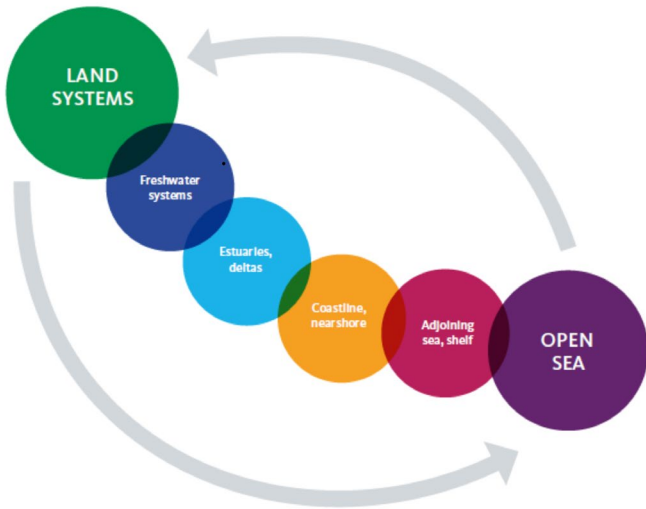 LAND
SYSTEMS
Freshwater
systems
Estuaries,
deltas
Coastline,
nearshore
Adjoining
sea, shelf
OPEN
SEA